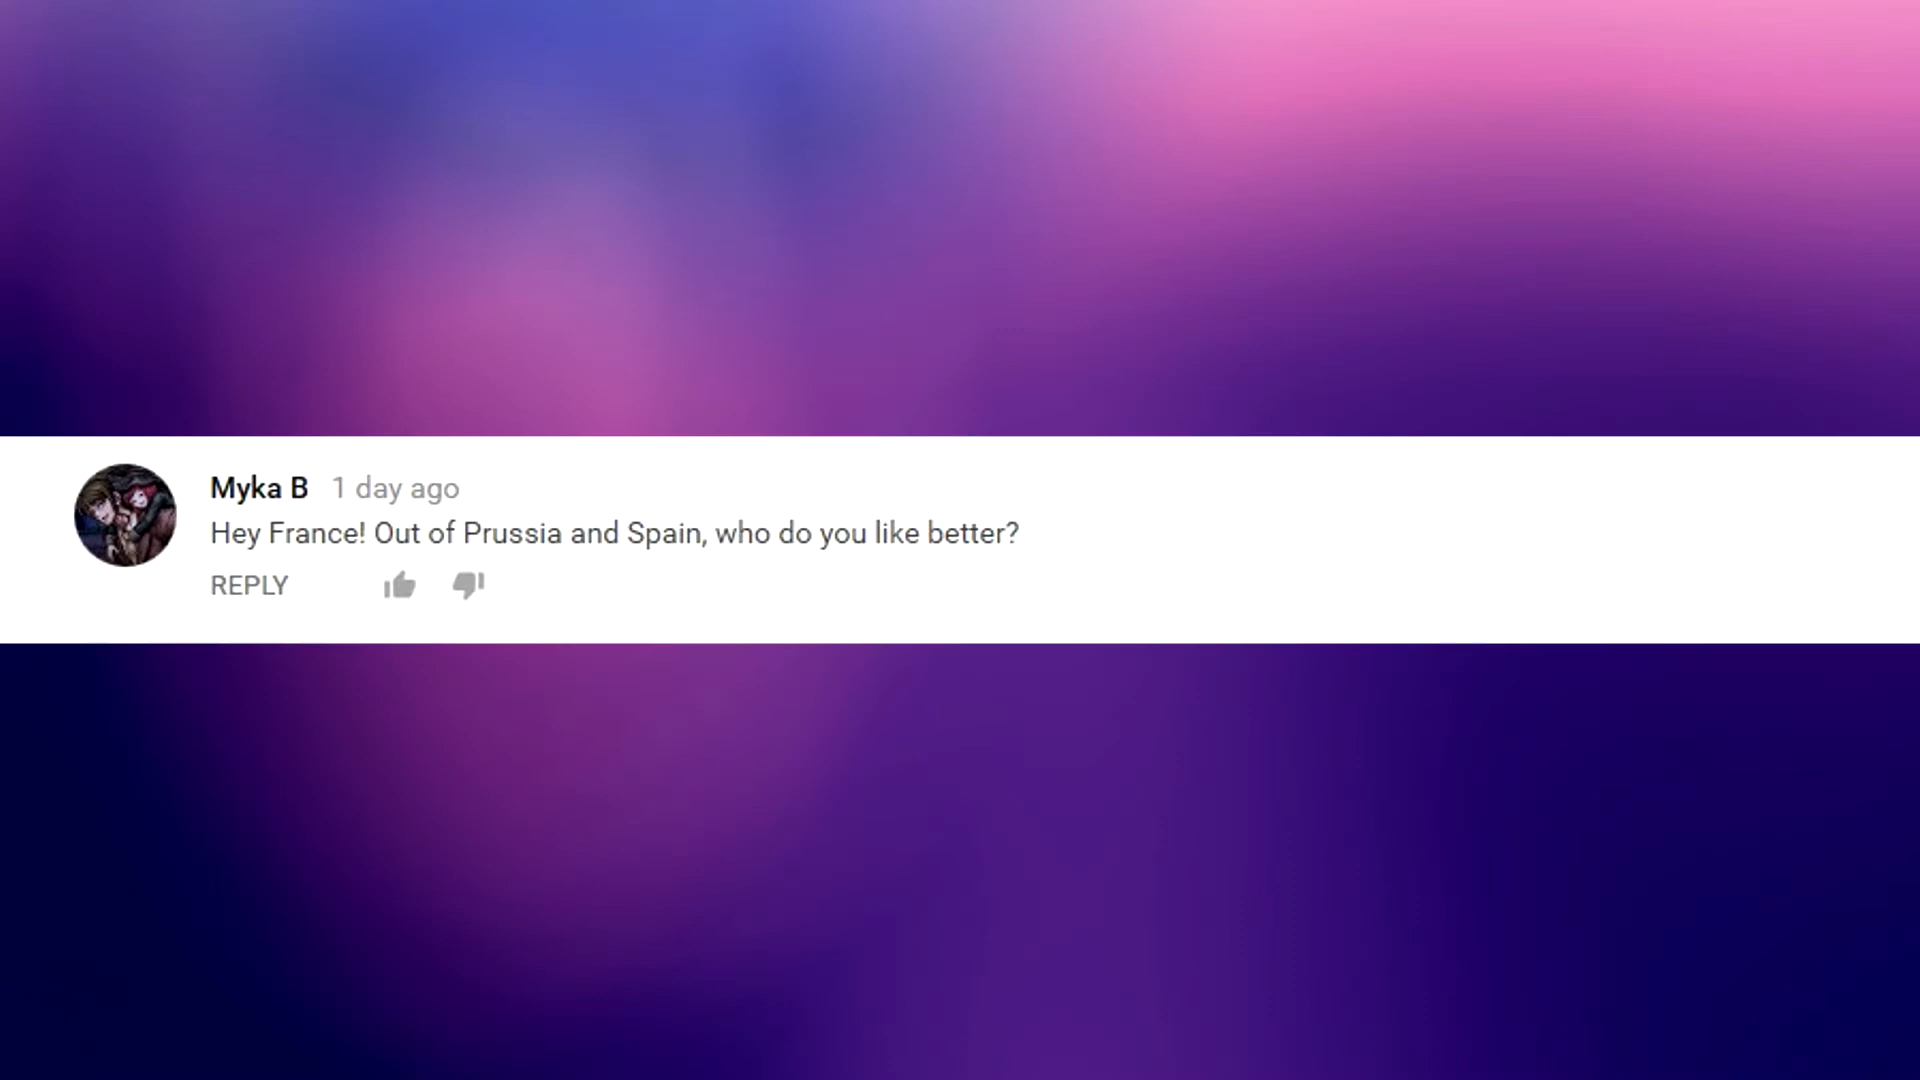 Myka B 1 day ago
Hey France! Out of Prussia and Spain, who do you like better?
REPLY